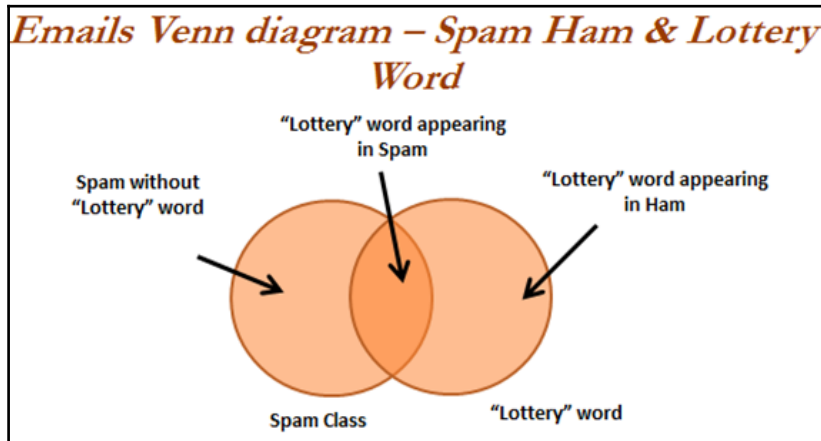 Emails Venn diagram – Spam Ham & Lottery
Word
“Lottery” word appearing
in Spam
Spam without
“Lottery” word
“Lottery” word appearing
in Ham
Spam Class
“Lottery” word